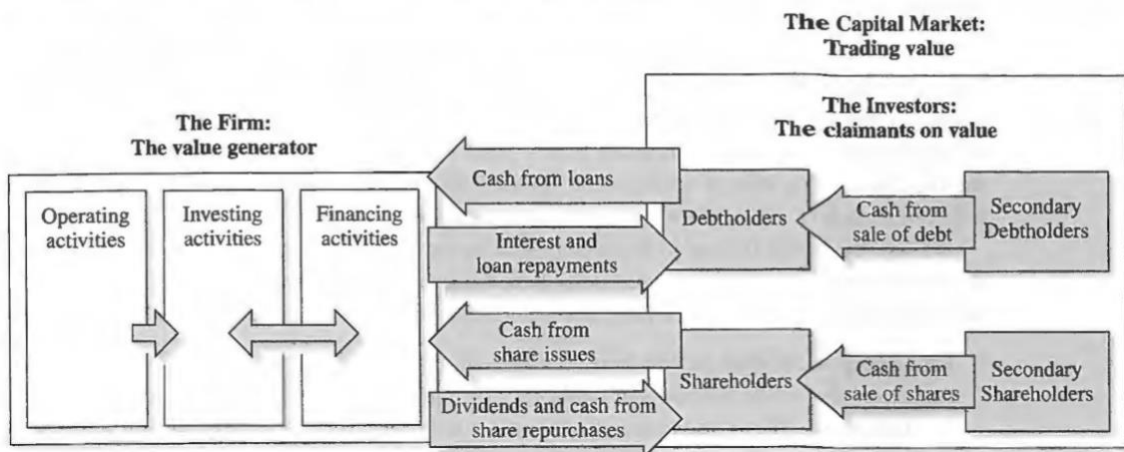 The Capital Market:
Trading value
The Investors:
The claimants on value
The Firm:
The value generator
Operating
activities
Investing
activities
Financing
activities
Cash from loans
Interest and
loan repayments
Cash from
share issues
Dividends and cash from
share repurchases
Debtholders
Cash from
sale of debt
Secondary
Debtholders
Shareholders
Cash from
sale of shares
Secondary
Shareholders